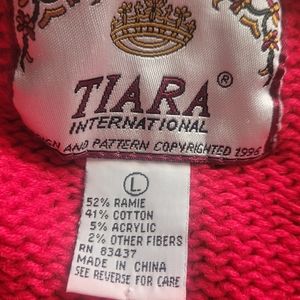 TIARA®
INTERNATIONAL
AND PATTERN COPYRIGHTED 1996
L
52% RAMIE
41% COTTON
5% ACRYLIC
2% OTHER FIBERS
RN 83437
MADE IN CHINA
SEE REVERSE FOR CARE